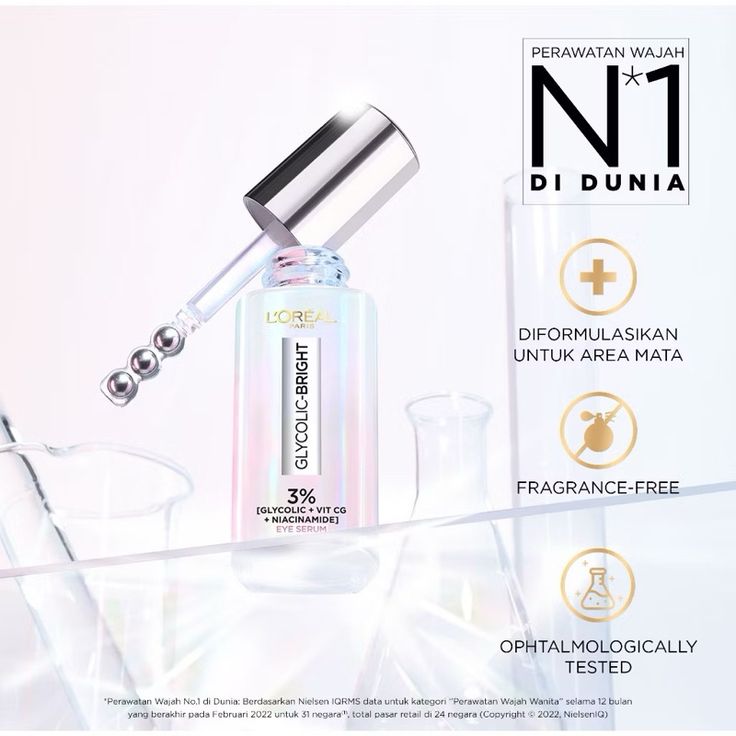 PERAWATAN WAJAH
N*1
DI DUNIA
L'ORÉAL
PARIS
GLYCOLIC-BRIGHT
3%
[GLYCOLIC + VIT CG
+ NIACINAMIDE]
EYE SERUM
DIFORMULASIKAN
UNTUK AREA MATA
FRAGRANCE-FREE
OPHTALMOLOGICALLY
TESTED
*Perawatan Wajah No.1 di Dunia: Berdasarkan Nielsen IQRMS data untuk kategori "Perawatan Wajah Wanita" selama 12 bulan
yang berakhir pada Februari 2022 untuk 31 negara⁽¹⁾, total pasar retail di 24 negara (Copyright © 2022, NielsenIQ)